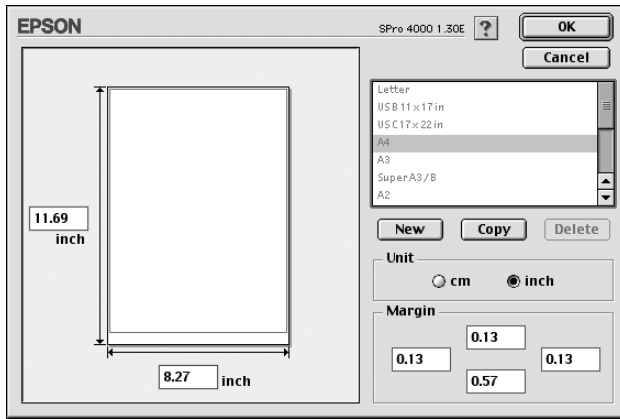 EPSON
SPro 4000 1.30E
?
OK
Cancel
Letter
USB 11×17 in
USC 17×22 in
A4
A3
Super A3/B
A2
New
Copy
Delete
Unit
cm
inch
Margin
0.13
0.13
0.13
0.57
11.69
inch
8.27 inch